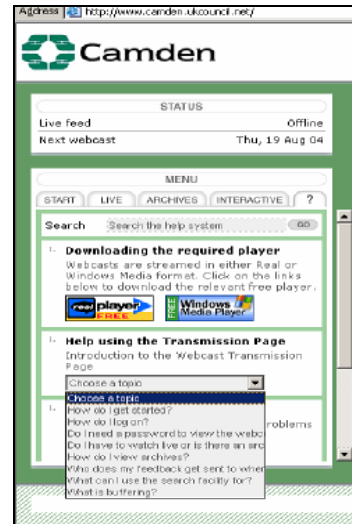 Address http://www.camden.ukcouncil.net/
Camden
STATUS
Live feed Offline
Next webcast Thu, 19 Aug 04
MENU
START LIVE ARCHIVES INTERACTIVE ?
Search Search the help system GO
Downloading the required player
Webcasts are streamed in either Real or
Windows Media format. Click on the links
below to download the relevant free player.
real player FREE FREE Windows Media Player
Help using the Transmission Page
Introduction to the Webcast Transmission
Page
Choose a topic
Choose a topic
How do I get started?
How do I log on?
Do I need a password to view the webc
Do I have to watch live or is there an arc
roblems
How do I view archives?
Who does my feedback get sent to wher
What can I use the search facility for?
What is buffering?